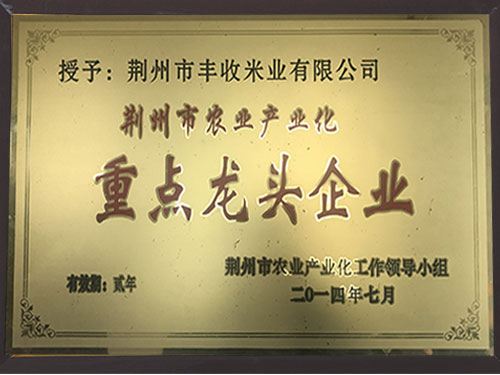 授予：荆州市丰收米业有限公司
荆州市农业产业化
重点龙头企业
荆州市农业产业化工作领导小组
有效期：贰年
二〇一四年七月